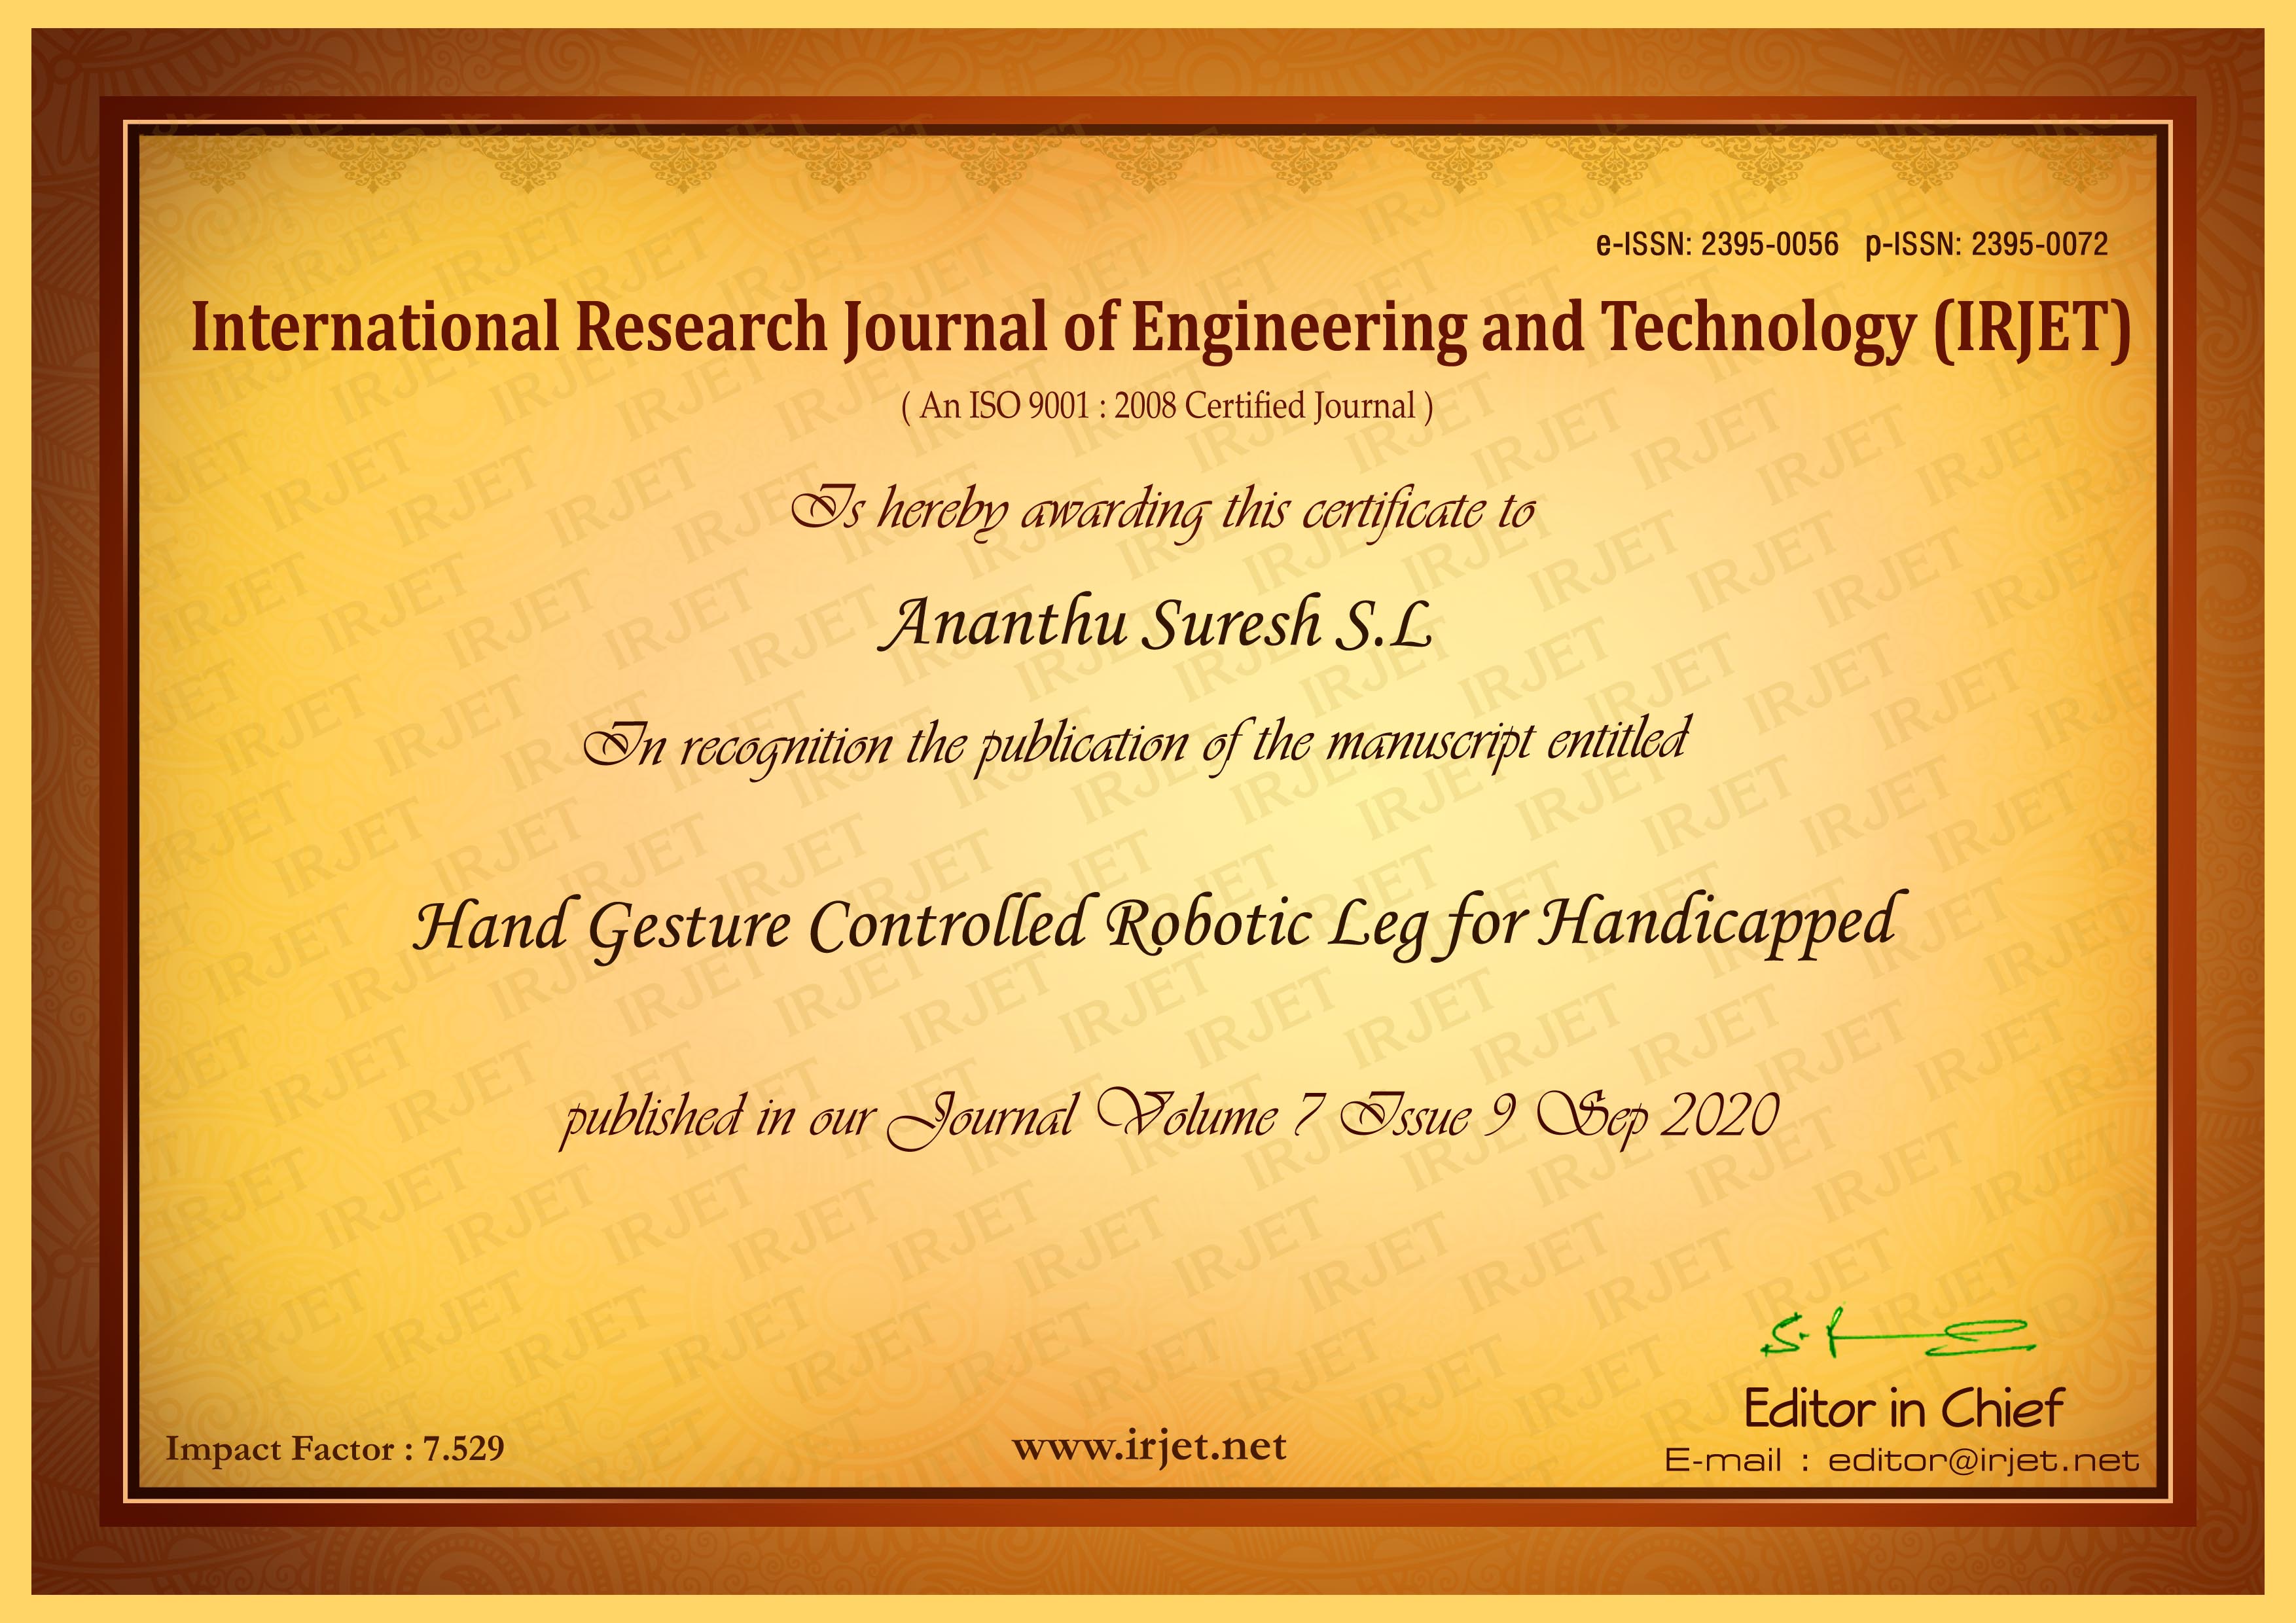 e-ISSN: 2395-0056 p-ISSN: 2395-0072
International Research Journal of Engineering and Technology (IRJET)
( An ISO 9001 : 2008 Certified Journal )
Is hereby awarding this certificate to
Ananthu Suresh S.L
In recognition the publication of the manuscript entitled
Hand Gesture Controlled Robotic Leg for Handicapped
published in our Journal Volume 7 Issue 9 Sep 2020
Editor in Chief
Impact Factor : 7.529
www.irjet.net
E-mail : editor@irjet.net